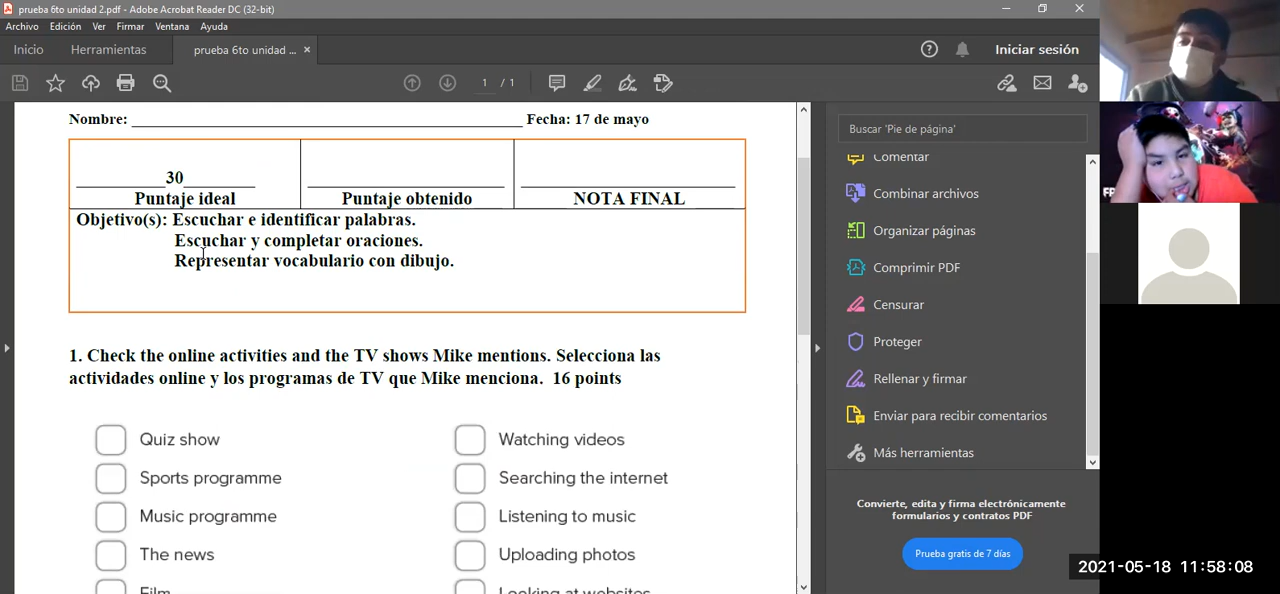 prueba 6to unidad 2.pdf - Adobe Acrobat Reader DC (32-bit)
Archivo Edición Ver Firmar Ventana Ayuda
Inicio Herramientas prueba 6to unidad ... × Iniciar sesión
1 / 1
Nombre: Fecha: 17 de mayo
30
Puntaje ideal Puntaje obtenido NOTA FINAL
Objetivo(s): Escuchar e identificar palabras.
Escuchar y completar oraciones.
Representar vocabulario con dibujo.
1. Check the online activities and the TV shows Mike mentions. Selecciona las
actividades online y los programas de TV que Mike menciona. 16 points
Quiz show Watching videos
Sports programme Searching the internet
Music programme Listening to music
The news Uploading photos
Film Looking at websites
Buscar 'Pie de página'
Comentar
Combinar archivos
Organizar páginas
Comprimir PDF
Censurar
Proteger
Rellenar y firmar
Enviar para recibir comentarios
Más herramientas
Convierte, edita y firma electrónicamente
formularios y contratos PDF
Prueba gratis de 7 días
2021-05-18 11:58:08